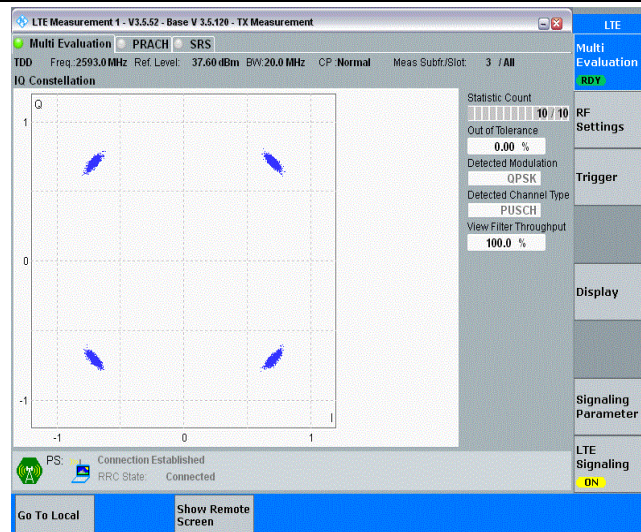 LTE Measurement 1 - V3.5.52 - Base V 3.5.120 - TX Measurement
LTE
Multi Evaluation PRACH SRS
Multi Evaluation
RDY
TDD Freq.:2593.0 MHz Ref. Level: 37.60 dBm BW:20.0 MHz CP :Normal Meas Subfr./Slot: 3 / All
IQ Constellation
Q
1
0
-1
-1 0 1
I
Statistic Count
10 / 10
Out of Tolerance
0.00 %
Detected Modulation
QPSK
Detected Channel Type
PUSCH
View Filter Throughput
100.0 %
RF Settings
Trigger
Display
Signaling Parameter
LTE Signaling
ON
PS: Connection Established
RRC State: Connected
Go To Local
Show Remote Screen